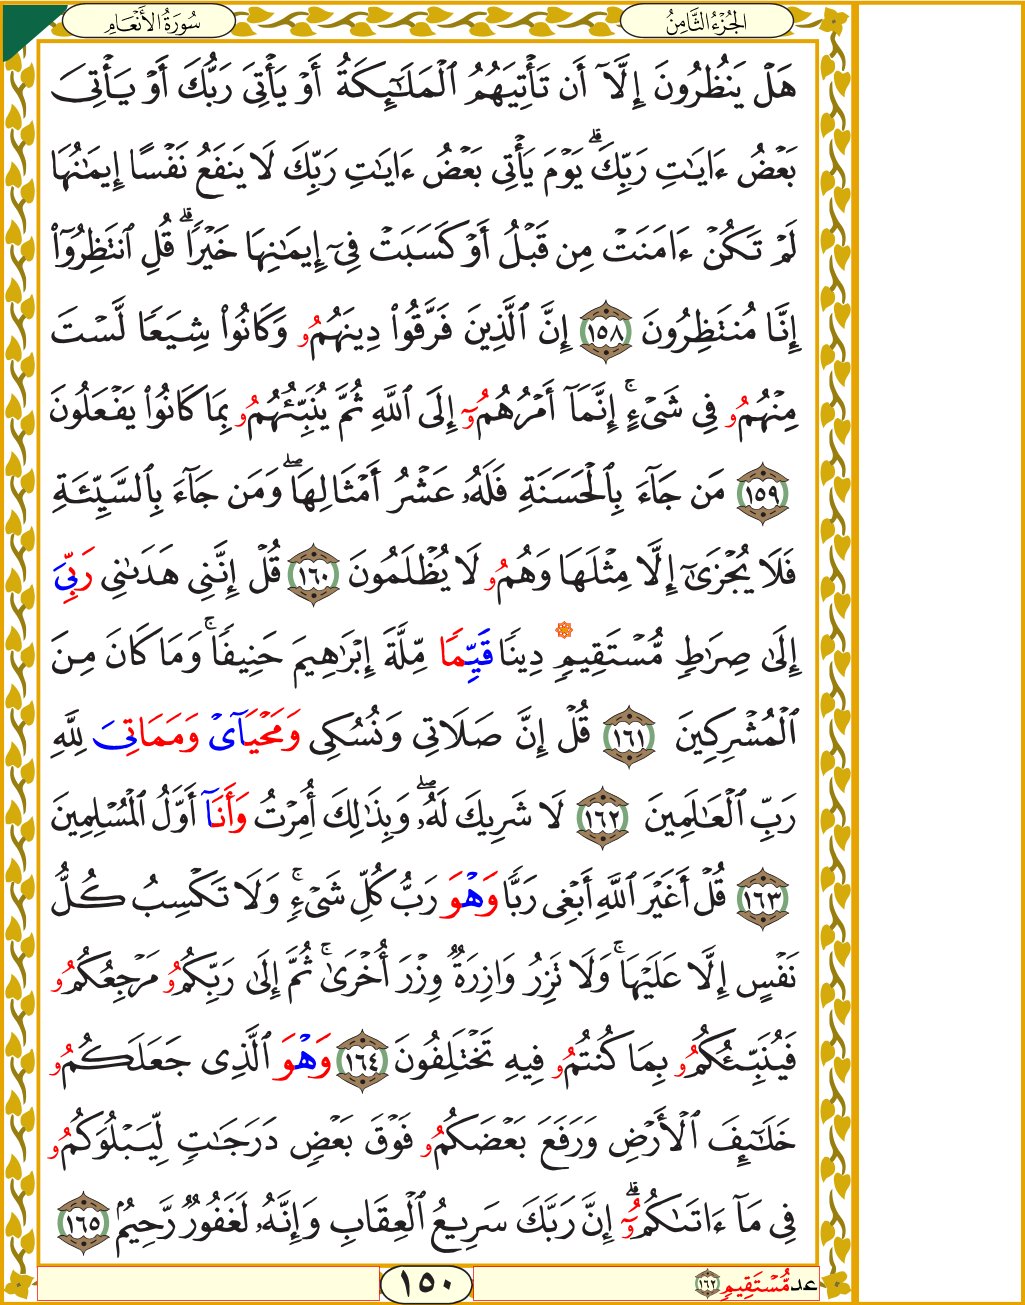 الجُزْءُ الثَّامِنُ
سُورَةُ الأَنْعَامِ
هَلْ يَنظُرُونَ إِلَّآ أَن تَأْتِيَهُمُ ٱلْمَلَٰٓئِكَةُ أَوْ يَأْتِىَ رَبُّكَ أَوْ يَأْتِىَ
بَعْضُ ءَايَٰتِ رَبِّكَ ۗ يَوْمَ يَأْتِى بَعْضُ ءَايَٰتِ رَبِّكَ لَا يَنفَعُ نَفْسًا إِيمَٰنُهَا
لَمْ تَكُنْ ءَامَنَتْ مِن قَبْلُ أَوْ كَسَبَتْ فِىٓ إِيمَٰنِهَا خَيْرًا ۗ قُلِ ٱنتَظِرُوٓا۟
إِنَّا مُنتَظِرُونَ ١٥٨ إِنَّ ٱلَّذِينَ فَرَّقُوا۟ دِينَهُمُۥ وَكَانُوا۟ شِيَعًا لَّسْتَ
مِنْهُمُۥ فِى شَىْءٍ ۚ إِنَّمَآ أَمْرُهُمُۥٓ إِلَى ٱللَّهِ ثُمَّ يُنَبِّئُهُمُۥ بِمَا كَانُوا۟ يَفْعَلُونَ
١٥٩ مَن جَآءَ بِٱلْحَسَنَةِ فَلَهُۥ عَشْرُ أَمْثَالِهَا ۖ وَمَن جَآءَ بِٱلسَّيِّئَةِ
فَلَا يُجْزَىٰٓ إِلَّا مِثْلَهَا وَهُمُۥ لَا يُظْلَمُونَ ١٦٠ قُلْ إِنَّنِى هَدَىٰنِى رَبِّىَ
إِلَىٰ صِرَٰطٍ مُّسْتَقِيمٍ دِينًا قَيِّمًا مِّلَّةَ إِبْرَٰهِيمَ حَنِيفًا ۚ وَمَا كَانَ مِنَ
ٱلْمُشْرِكِينَ ١٦١ قُلْ إِنَّ صَلَاتِى وَنُسُكِى وَمَحْيَآىْ وَمَمَاتِىَ لِلَّهِ
رَبِّ ٱلْعَٰلَمِينَ ١٦٢ لَا شَرِيكَ لَهُۥ ۖ وَبِذَٰلِكَ أُمِرْتُ وَأَنَآ أَوَّلُ ٱلْمُسْلِمِينَ
١٦٣ قُلْ أَغَيْرَ ٱللَّهِ أَبْغِى رَبًّا وَهْوَ رَبُّ كُلِّ شَىْءٍ ۚ وَلَا تَكْسِبُ كُلُّ
نَفْسٍ إِلَّا عَلَيْهَا ۚ وَلَا تَزِرُ وَازِرَةٌ وِزْرَ أُخْرَىٰ ۚ ثُمَّ إِلَىٰ رَبِّكُمُۥ مَرْجِعُكُمُۥ
فَيُنَبِّئُكُمُۥ بِمَا كُنتُمُۥ فِيهِ تَخْتَلِفُونَ ١٦٤ وَهْوَ ٱلَّذِى جَعَلَكُمُۥ
خَلَٰٓئِفَ ٱلْأَرْضِ وَرَفَعَ بَعْضَكُمُۥ فَوْقَ بَعْضٍ دَرَجَٰتٍ لِّيَبْلُوَكُمُۥ
فِى مَآ ءَاتَىٰكُمُۥٓ ۗ إِنَّ رَبَّكَ سَرِيعُ ٱلْعِقَابِ وَإِنَّهُۥ لَغَفُورٌ رَّحِيمٌ ١٦٥
عد مُّسْتَقِيمٍ ١٦٢
١٥٠